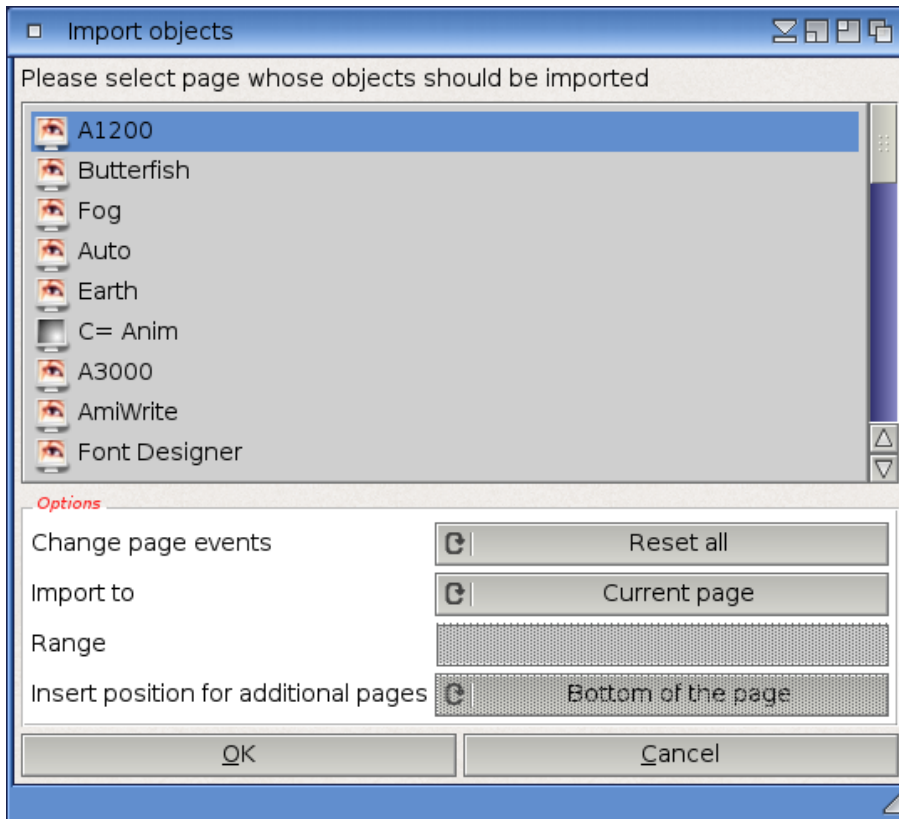 Import objects
Please select page whose objects should be imported
A1200
Butterfish
Fog
Auto
Earth
C= Anim
A3000
AmiWrite
Font Designer
Options
Change page events Reset all
Import to Current page
Range
Insert position for additional pages Bottom of the page
OK Cancel